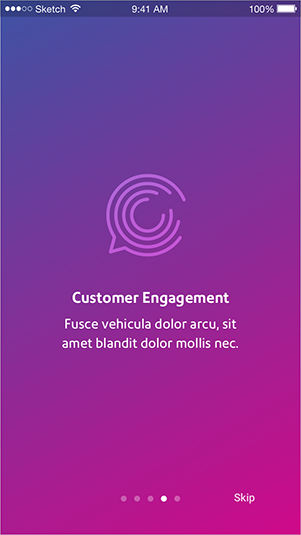 Sketch 9:41 AM 100%
Customer Engagement
Fusce vehicula dolor arcu, sit
amet blandit dolor mollis nec.
Skip